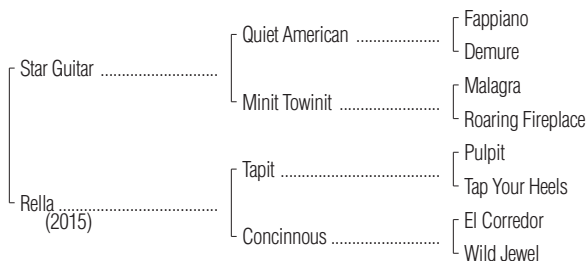 Fappiano
Quiet American
Demure
Star Guitar
Malagra
Minit Towinit
Roaring Fireplace
Pulpit
Tapit
Tap Your Heels
Rella
(2015)
El Corredor
Concinnous
Wild Jewel